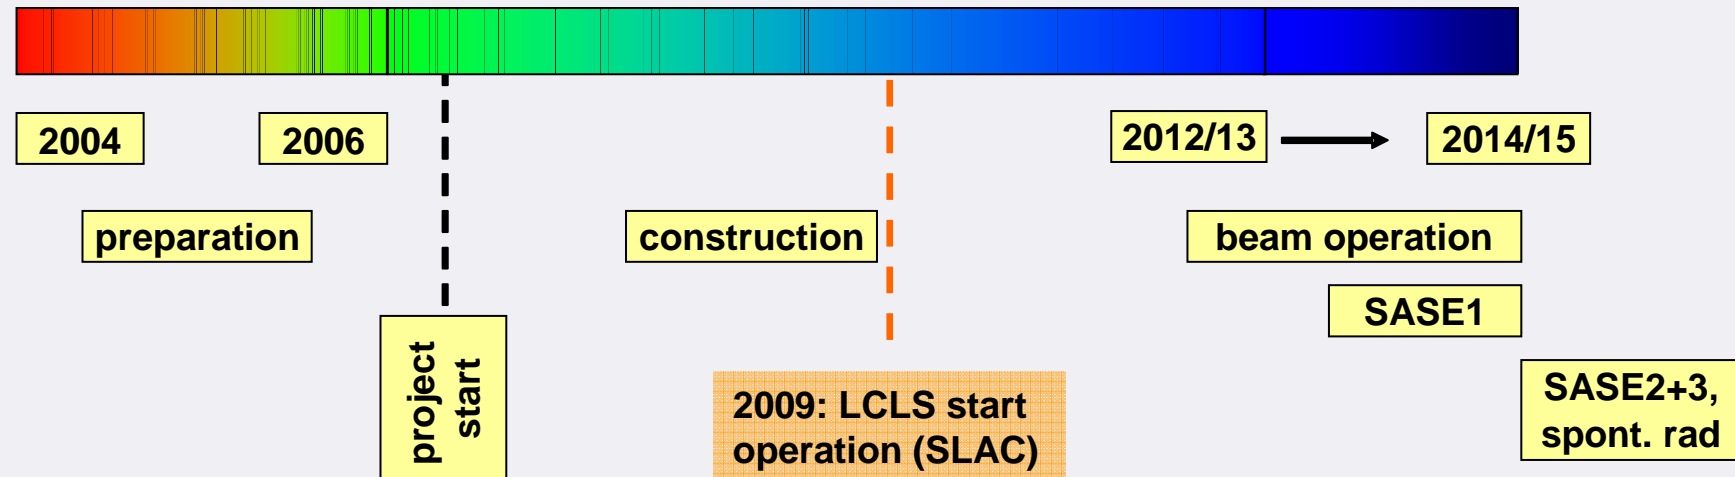 2004
2006
2012/13
2014/15
preparation
construction
beam operation
SASE1
project
start
2009: LCLS start
operation (SLAC)
SASE2+3,
spont. rad